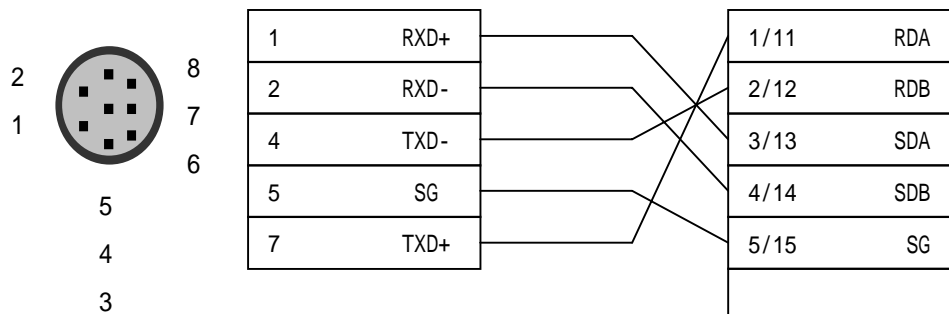 2
1
8
7
6
5
4
3
1 RXD+
2 RXD-
4 TXD-
5 SG
7 TXD+
1/11 RDA
2/12 RDB
3/13 SDA
4/14 SDB
5/15 SG